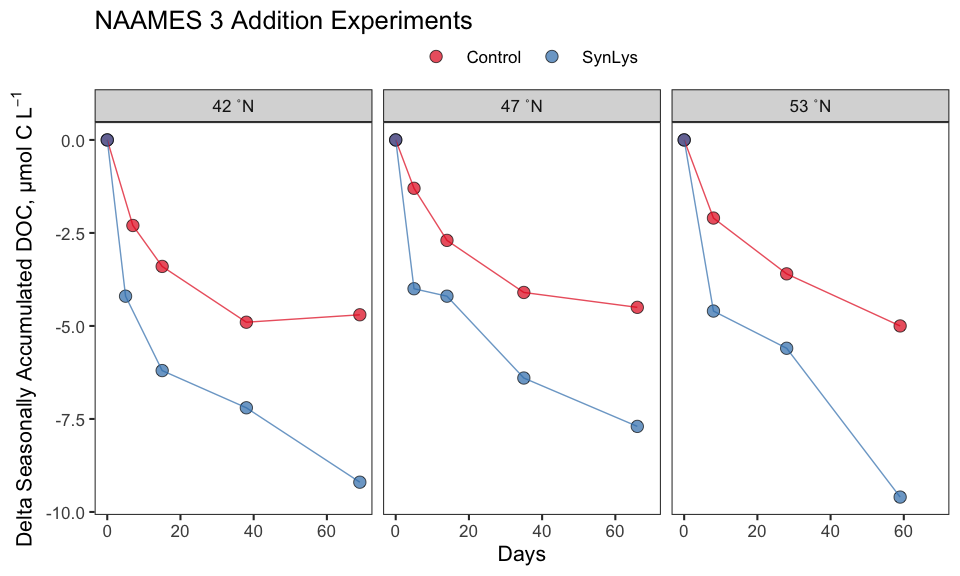 NAAMES 3 Addition Experiments
Control SynLys
42 °N 47 °N 53 °N
Delta Seasonally Accumulated DOC, μmol C L⁻¹
0.0
-2.5
-5.0
-7.5
-10.0
0 20 40 60 0 20 40 60 0 20 40 60
Days